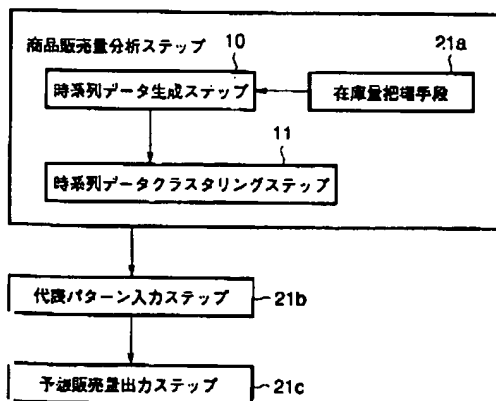 商品販売量分析ステップ
10
21a
時系列データ生成ステップ
在庫量把握手段
11
時系列データクラスタリングステップ
代表パターン入力ステップ
21b
予想販売量出力ステップ
21c